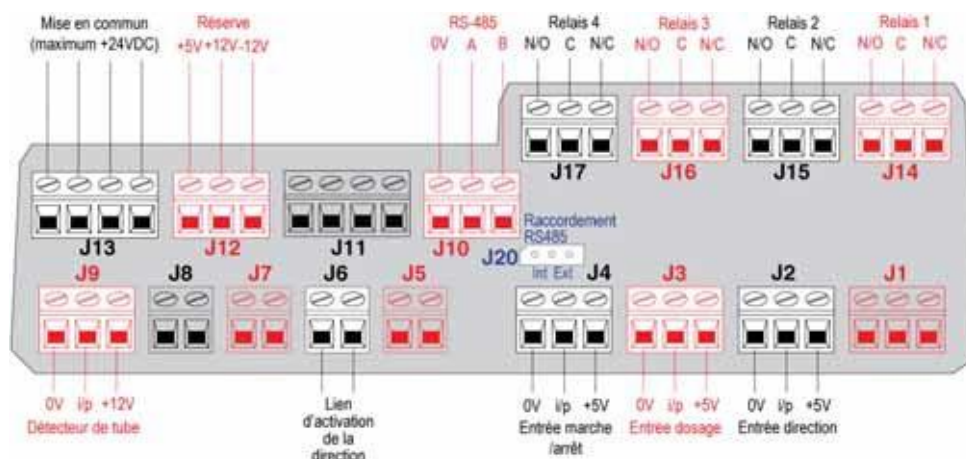 Mise en commun
(maximum +24VDC)
Réserve
+5V +12V -12V
RS-485
0V A B
Relais 4
N/O C N/C
Relais 3
N/O C N/C
Relais 2
N/O C N/C
Relais 1
N/O C N/C
J17
J16
J15
J14
J13
J12
J11
J10
Raccordement
RS485
J20
Int Ext
J9
J8
J7
J6
J5
J4
J3
J2
J1
0V i/p +12V
Détecteur de tube
Lien
d'activation
de la
direction
0V i/p +5V
Entrée marche
/arrêt
0V i/p +5V
Entrée dosage
0V i/p +5V
Entrée direction